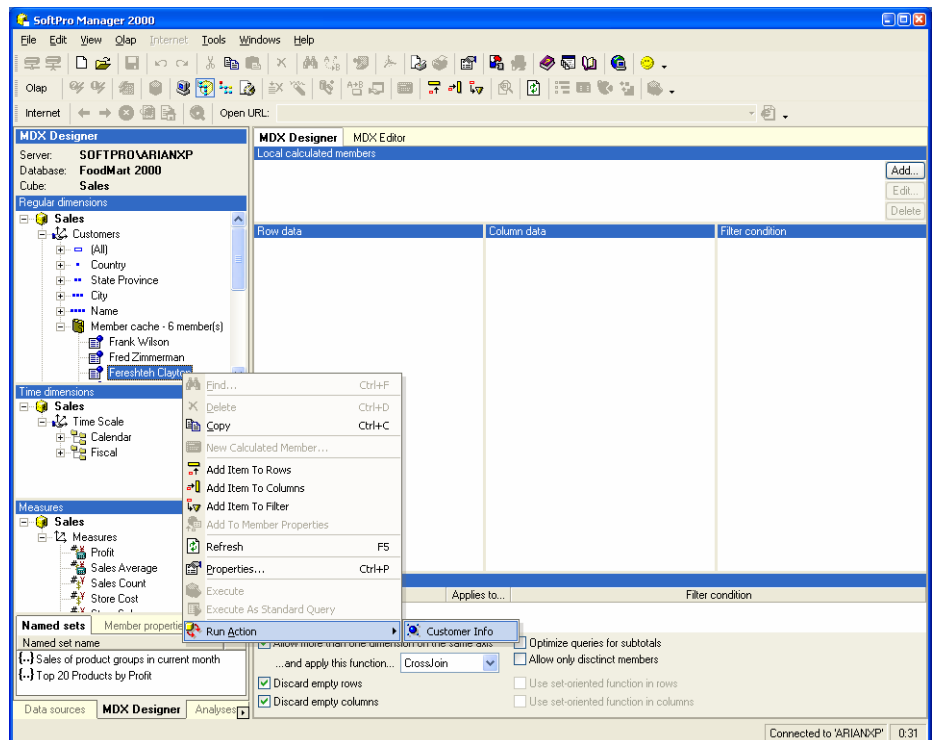 SoftPro Manager 2000
File Edit View Olap Internet Tools Windows Help
Olap
Internet Open URL:
MDX Designer
Server: SOFTPRO\ARIANXP
Database: FoodMart 2000
Cube: Sales
Regular dimensions
Sales
Customers
(All)
Country
State Province
City
Name
Member cache - 6 member(s)
Frank Wilson
Fred Zimmerman
Fereshteh Clayton
Time dimensions
Sales
Time Scale
Calendar
Fiscal
Measures
Sales
Measures
Profit
Sales Average
Sales Count
Store Cost
Named sets Member propertie
Named set name
{..} Sales of product groups in current month
{..} Top 20 Products by Profit
Data sources MDX Designer Analyses
MDX Designer MDX Editor
Local calculated members
Add...
Edit...
Delete
Row data Column data Filter condition
Find... Ctrl+F
Delete Ctrl+D
Copy Ctrl+C
New Calculated Member...
Add Item To Rows
Add Item To Columns
Add Item To Filter
Add To Member Properties
Refresh F5
Properties... Ctrl+P
Execute
Execute As Standard Query
Run Action
Customer Info
Applies to... Filter condition
Allow more than one dimension on the same axis
...and apply this function... CrossJoin
Discard empty rows
Discard empty columns
Optimize queries for subtotals
Allow only disctinct members
Use set-oriented function in rows
Use set-oriented function in columns
Connected to 'ARIANXP' 0:31